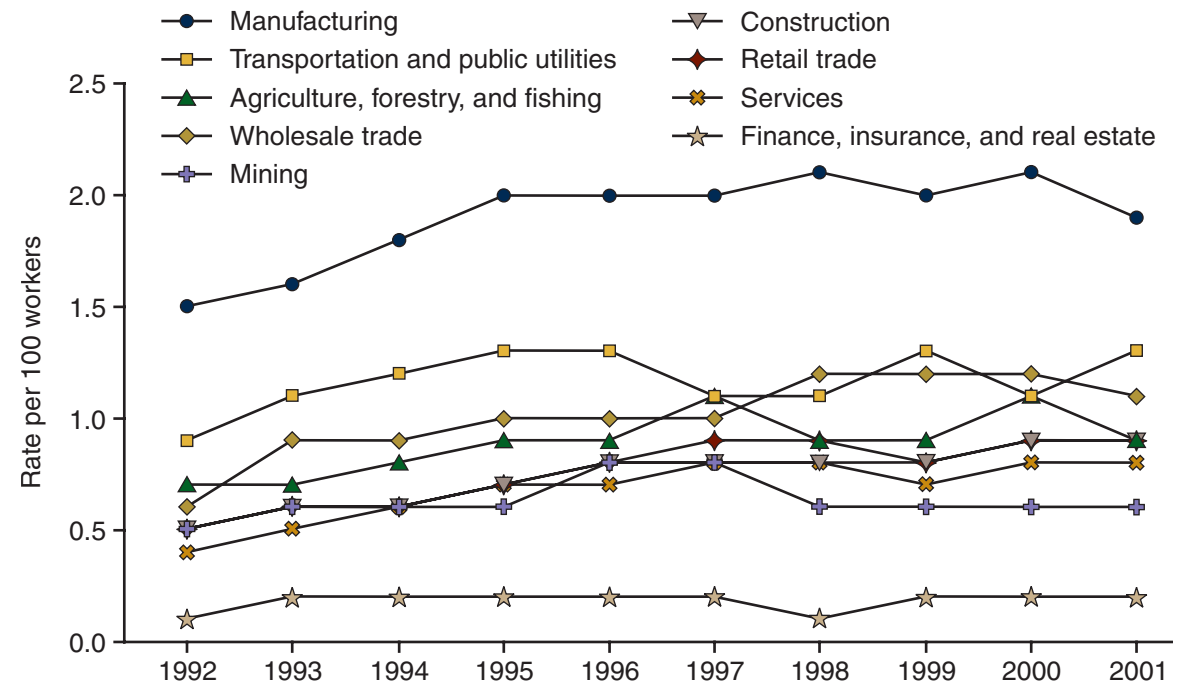 Manufacturing
Transportation and public utilities
Agriculture, forestry, and fishing
Wholesale trade
Mining
Construction
Retail trade
Services
Finance, insurance, and real estate
Rate per 100 workers
2.5
2.0
1.5
1.0
0.5
0.0
1992 1993 1994 1995 1996 1997 1998 1999 2000 2001